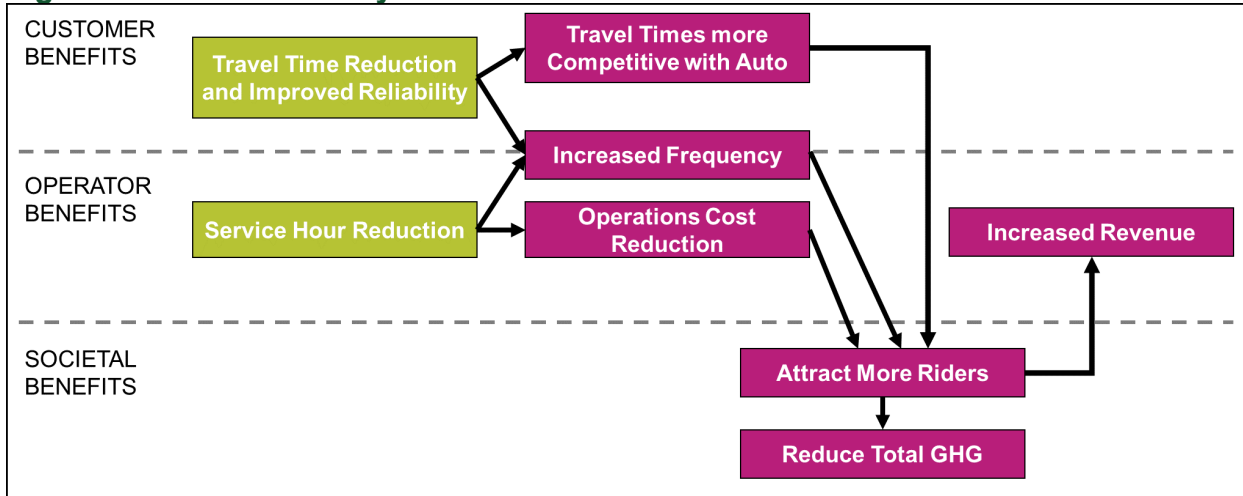 CUSTOMER
BENEFITS
Travel Time Reduction
and Improved Reliability
Travel Times more
Competitive with Auto
Increased Frequency
OPERATOR
BENEFITS
Service Hour Reduction
Operations Cost
Reduction
Increased Revenue
SOCIETAL
BENEFITS
Attract More Riders
Reduce Total GHG